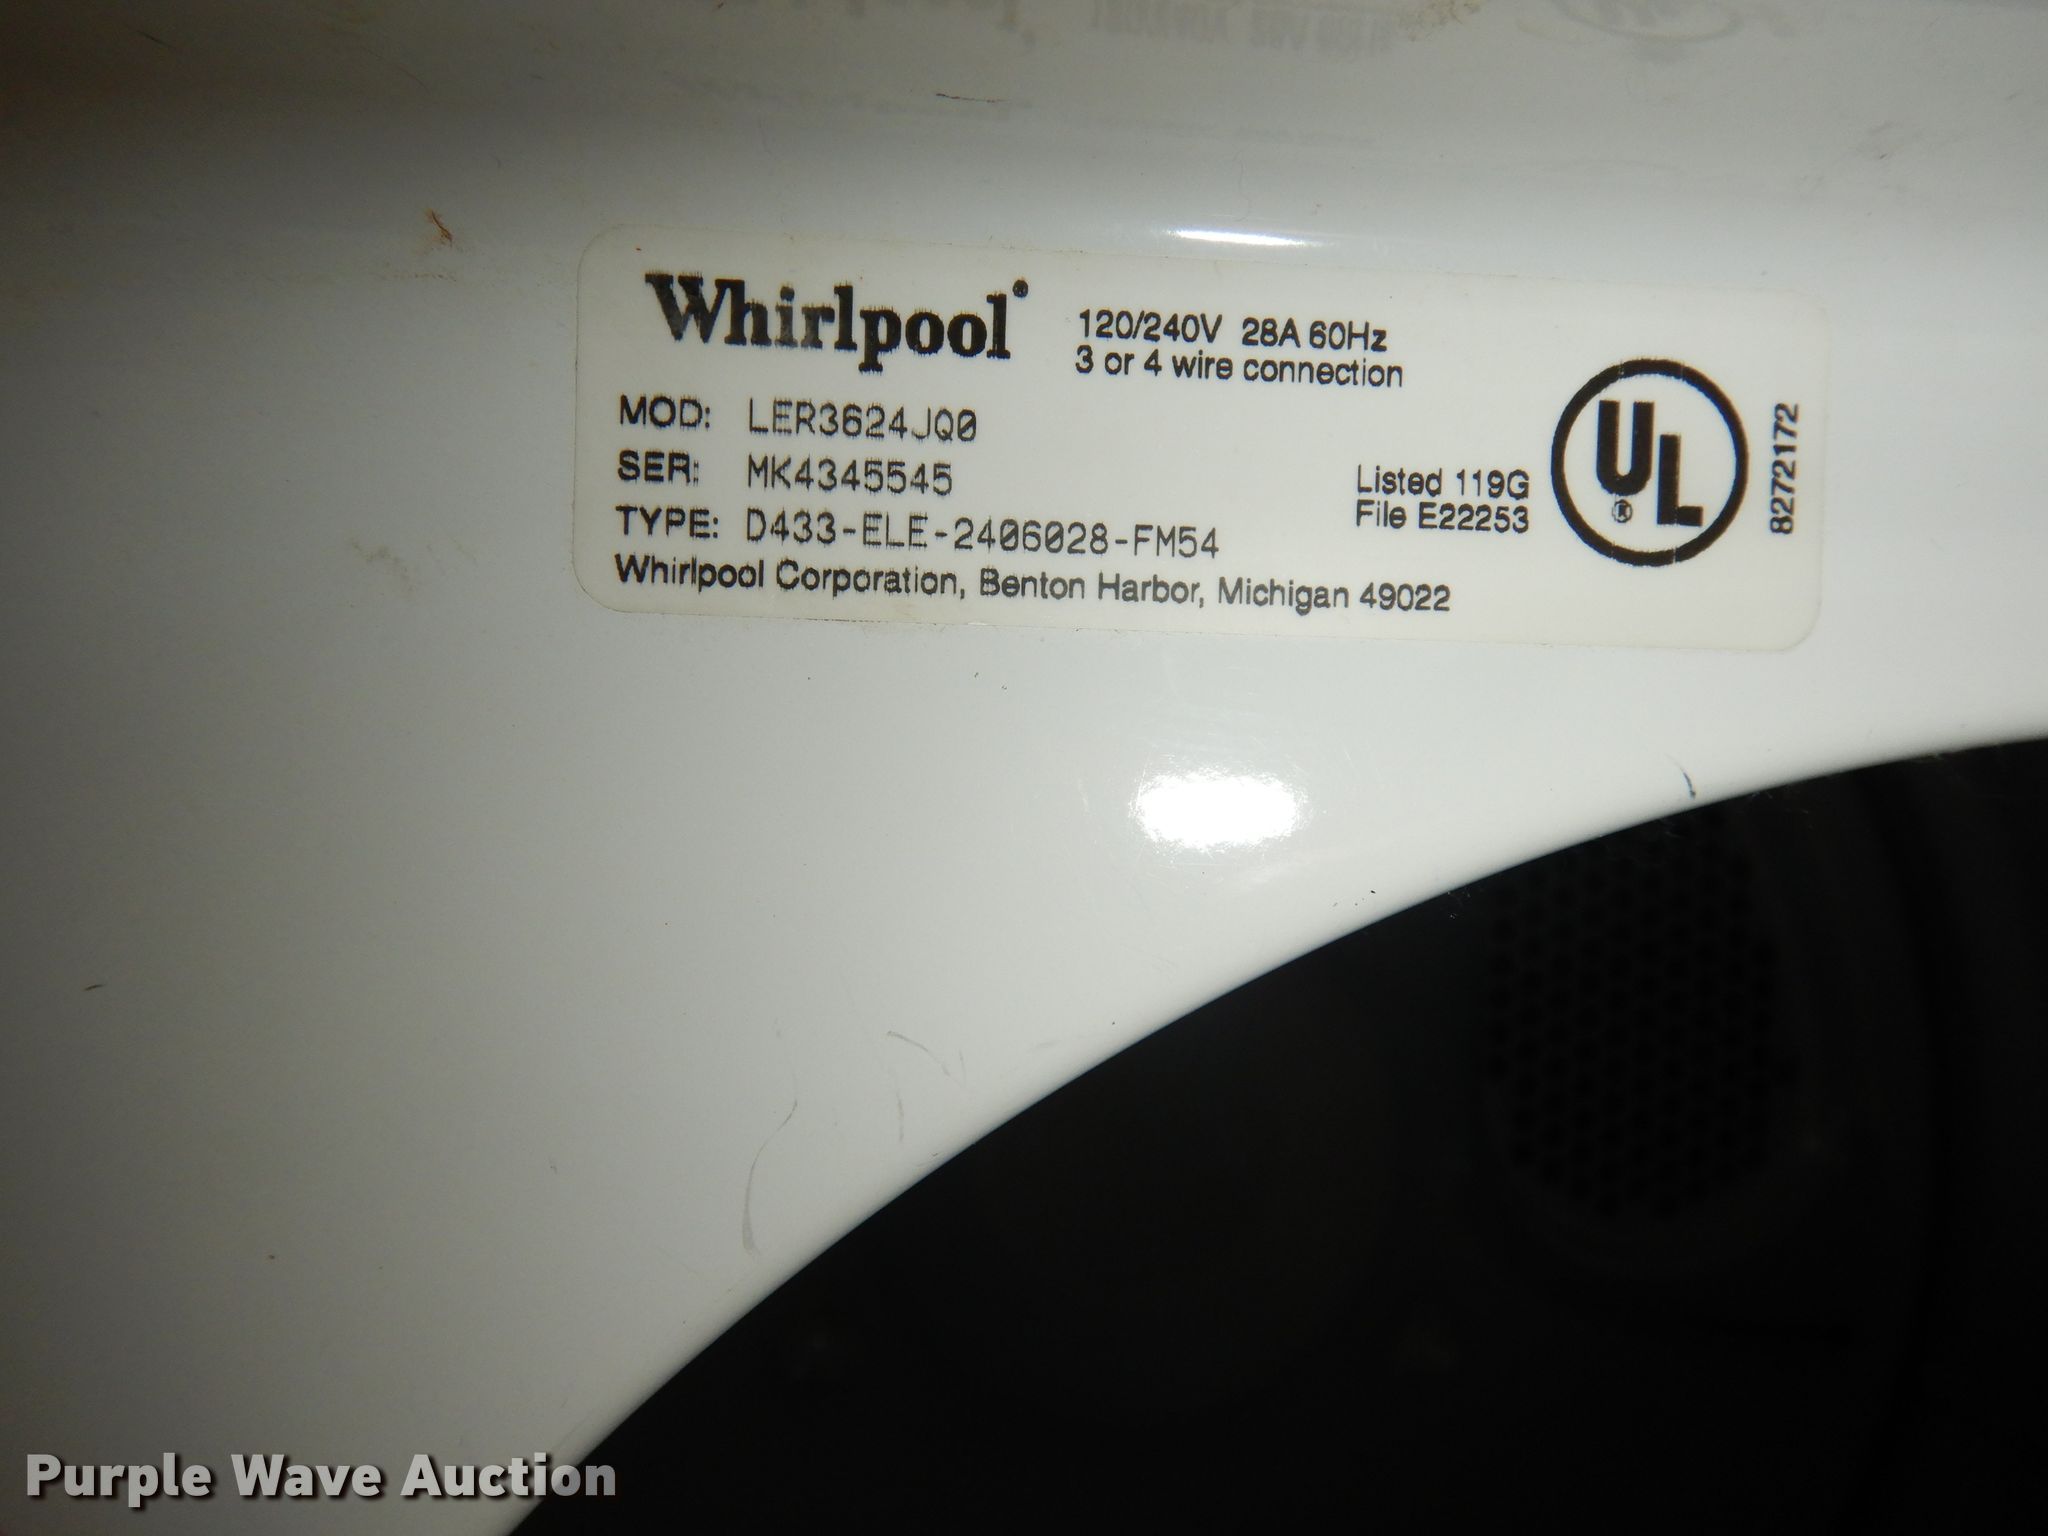 Whirlpool®
120/240V 28A 60Hz
3 or 4 wire connection
MOD: LER3624JQ0
SER: MK4345545
TYPE: D433-ELE-2406028-FM54
Whirlpool Corporation, Benton Harbor, Michigan 49022
Listed 119G
File E22253
UL®
8272172
Purple Wave Auction